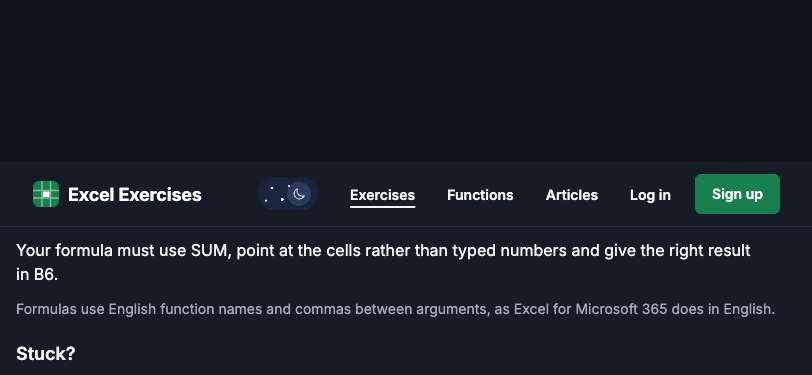 Excel Exercises
Exercises
Functions
Articles
Log in
Sign up
Your formula must use SUM, point at the cells rather than typed numbers and give the right result
in B6.
Formulas use English function names and commas between arguments, as Excel for Microsoft 365 does in English.
Stuck?